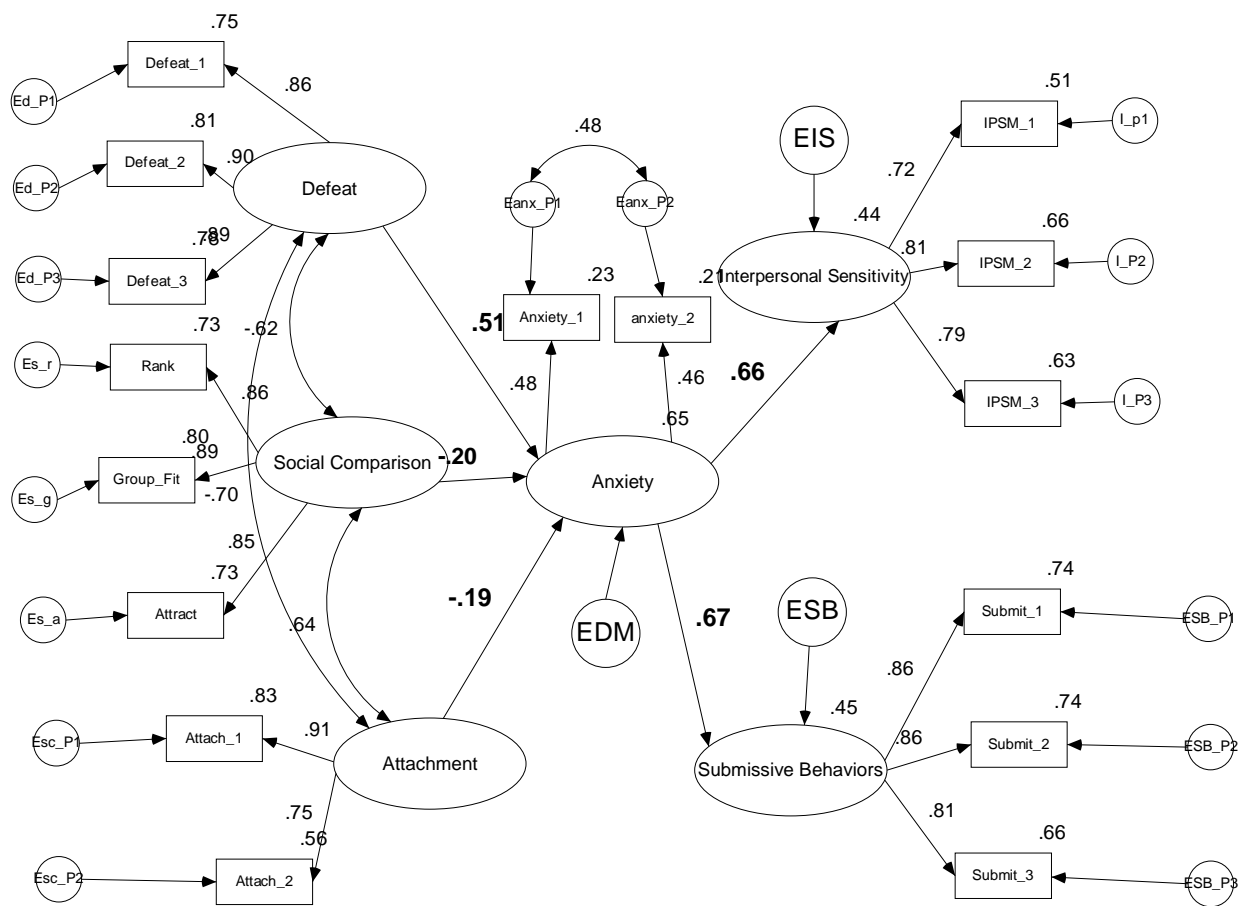 .75
Defeat_1
.86
Ed_P1
.81
Defeat_2
.90
Ed_P2
Defeat
.78
.89
Defeat_3
Ed_P3
-.62
.73
Rank
Es_r
.86
.80
.89
Group_Fit
Es_g
-.70
Social Comparison
-.20
.85
.73
Attract
Es_a
.64
.83
Attach_1
.91
Esc_P1
Attachment
.75
.56
Attach_2
Esc_P2
.48
Eanx_P1
Eanx_P2
.23
Anxiety_1
.21
anxiety_2
.51
.48
.46
.65
Anxiety
-.19
EDM
.66
.67
EIS
.44
Interpersonal Sensitivity
.51
IPSM_1
I_p1
.72
.66
.81
IPSM_2
I_P2
.79
.63
IPSM_3
I_P3
ESB
.45
Submissive Behaviors
.74
Submit_1
ESB_P1
.86
.74
.86
Submit_2
ESB_P2
.81
.66
Submit_3
ESB_P3